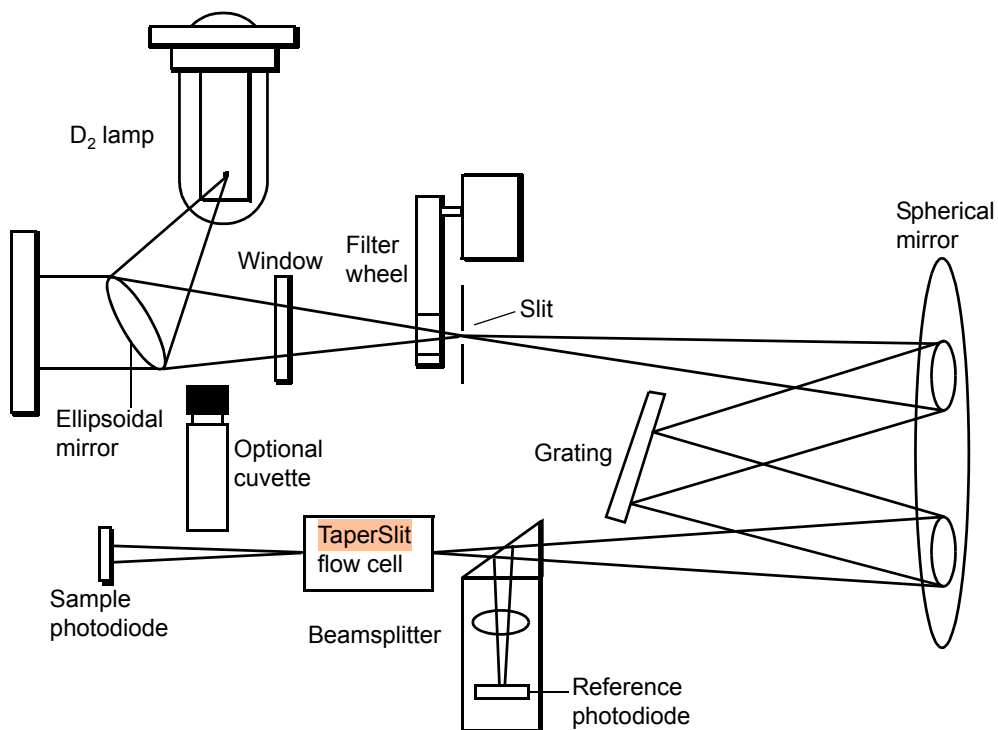 D₂ lamp
Spherical
mirror
Filter
wheel
Window
Slit
Ellipsoidal
mirror
Optional
cuvette
Grating
TaperSlit
flow cell
Sample
photodiode
Beamsplitter
Reference
photodiode